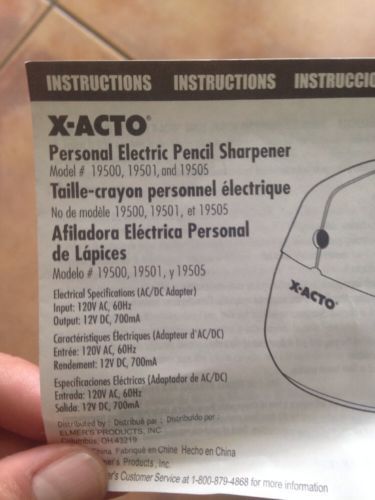 INSTRUCTIONS INSTRUCTIONS
X-ACTO®
Personal Electric Pencil Sharpener
Model # 19500, 19501, and 19505
Taille-crayon personnel électrique
No de modèle 19500, 19501, et 19505
Afiladora Eléctrica Personal
de Lápices
Modelo # 19500, 19501, y 19505
Electrical Specifications (AC/DC Adapter)
Input: 120V AC, 60Hz
Output: 12V DC, 700mA
Caractéristiques Électriques (Adapteur d'AC/DC)
Entrée: 120V AC, 60Hz
Rendement: 12V DC, 700mA
Especificaciones Eléctricos (Adaptador de AC/DC)
Entrada: 120V AC, 60Hz
Salida: 12V DC, 700mA
Distributed by : Distribué par : Distribuido por :
ELMER'S PRODUCTS, INC.
Columbus, OH 43219
China, Fabriqué en Chine Hecho en China
Products, Inc.
Customer Service at 1-800-879-4868 for more information
X-ACTO®